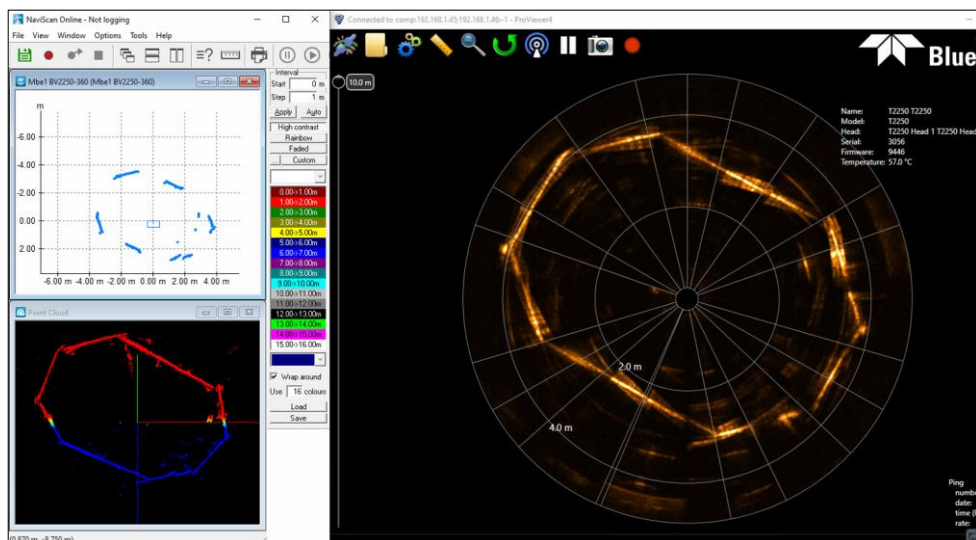 NaviScan Online - Not logging
File View Window Options Tools Help
Mbe1 BV2250-360 (Mbe1 BV2250-360)
m
-6.00
-4.00
-2.00
0.00
2.00
-6.00 m -4.00 m -2.00 m 0.00 m 2.00 m 4.00 m
Point Cloud
Interval
Start 0 m
Step 1 m
Apply Auto
High contrast
Rainbow
Faded
Custom
0.00->1.00m
1.00->2.00m
2.00->3.00m
3.00->4.00m
4.00->5.00m
5.00->6.00m
6.00->7.00m
7.00->8.00m
8.00->9.00m
9.00->10.00m
10.00->11.00m
11.00->12.00m
12.00->13.00m
13.00->14.00m
14.00->15.00m
15.00->16.00m
Wrap around
Use 16 colours
Load
Save
Connected to comp:192.168.1.45;192.168.1.46:-1 - ProViewer4
10.0 m
Blue
Name: T2250 T2250
Model: T2250
Head: T2250 Head 1 T2250 Head
Serial: 3056
Firmware: 9446
Temperature: 57.0 °C
2.0 m
4.0 m
Ping
numbe
date:
time (l
rate: